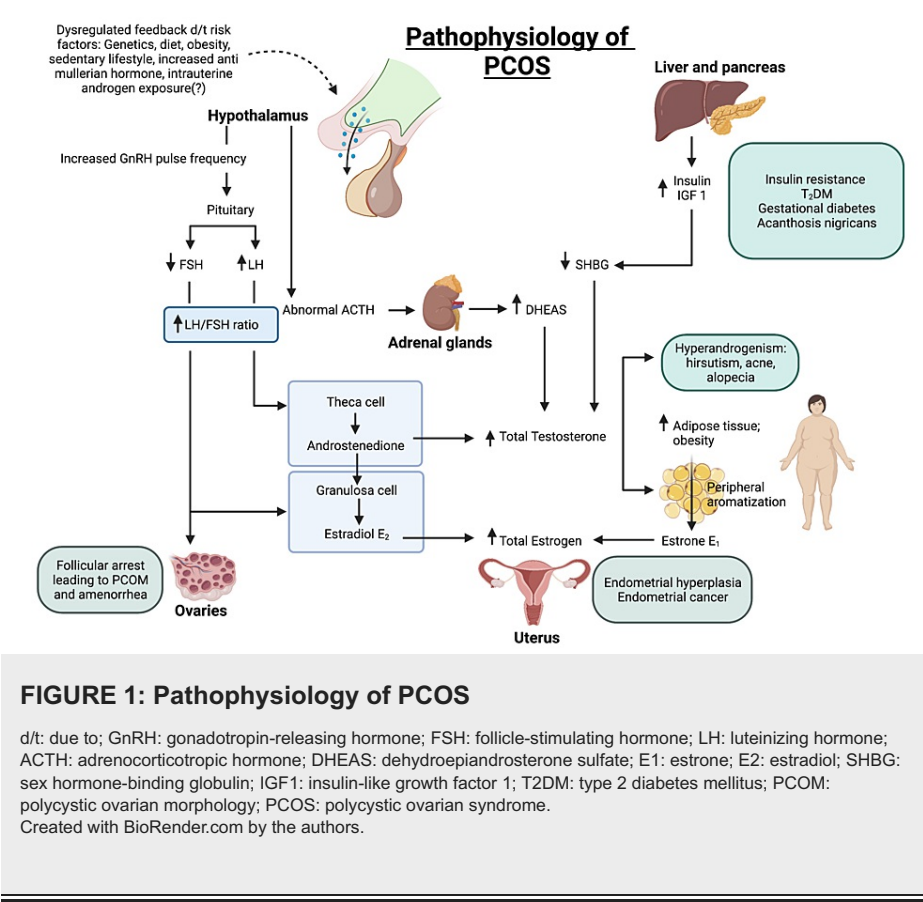 Pathophysiology of
PCOS
Dysregulated feedback d/t risk
factors: Genetics, diet, obesity,
sedentary lifestyle, increased anti
mullerian hormone, intrauterine
androgen exposure(?)
Hypothalamus
Increased GnRH pulse frequency
Pituitary
FSH
LH
LH/FSH ratio
Abnormal ACTH
Adrenal glands
DHEAS
Liver and pancreas
Insulin
IGF 1
SHBG
Insulin resistance
T₂DM
Gestational diabetes
Acanthosis nigricans
Theca cell
Androstenedione
Total Testosterone
Hyperandrogenism:
hirsutism, acne,
alopecia
Adipose tissue;
obesity
Peripheral
aromatization
Granulosa cell
Estradiol E₂
Total Estrogen
Estrone E₁
Follicular arrest
leading to PCOM
and amenorrhea
Ovaries
Uterus
Endometrial hyperplasia
Endometrial cancer
FIGURE 1: Pathophysiology of PCOS
d/t: due to; GnRH: gonadotropin-releasing hormone; FSH: follicle-stimulating hormone; LH: luteinizing hormone;
ACTH: adrenocorticotropic hormone; DHEAS: dehydroepiandrosterone sulfate; E1: estrone; E2: estradiol; SHBG:
sex hormone-binding globulin; IGF1: insulin-like growth factor 1; T2DM: type 2 diabetes mellitus; PCOM:
polycystic ovarian morphology; PCOS: polycystic ovarian syndrome.
Created with BioRender.com by the authors.